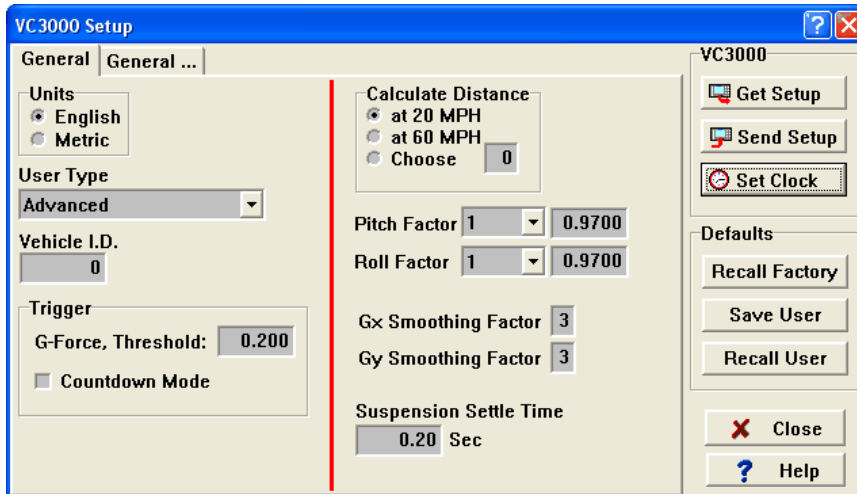 VC3000 Setup
General
General ...
Units
English
Metric
User Type
Advanced
Vehicle I.D.
0
Trigger
G-Force, Threshold: 0.200
Countdown Mode
Calculate Distance
at 20 MPH
at 60 MPH
Choose 0
Pitch Factor 1 0.9700
Roll Factor 1 0.9700
Gx Smoothing Factor 3
Gy Smoothing Factor 3
Suspension Settle Time
0.20 Sec
VC3000
Get Setup
Send Setup
Set Clock
Defaults
Recall Factory
Save User
Recall User
Close
? Help